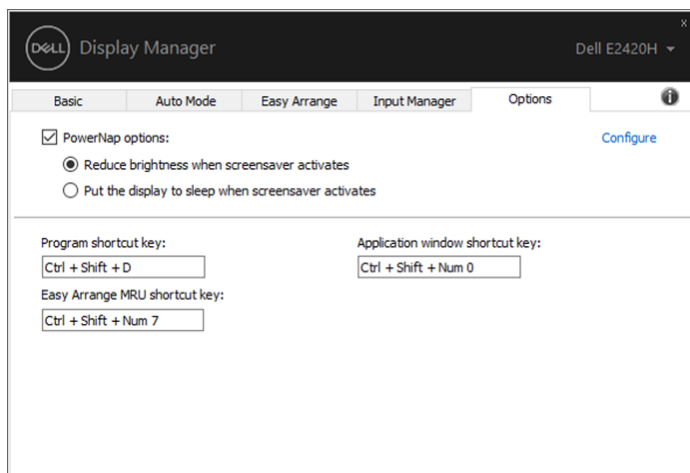 x
DELL Display Manager
Dell E2420H
Basic
Auto Mode
Easy Arrange
Input Manager
Options
i
PowerNap options:
Configure
Reduce brightness when screensaver activates
Put the display to sleep when screensaver activates
Program shortcut key:
Application window shortcut key:
Ctrl + Shift + D
Ctrl + Shift + Num 0
Easy Arrange MRU shortcut key:
Ctrl + Shift + Num 7